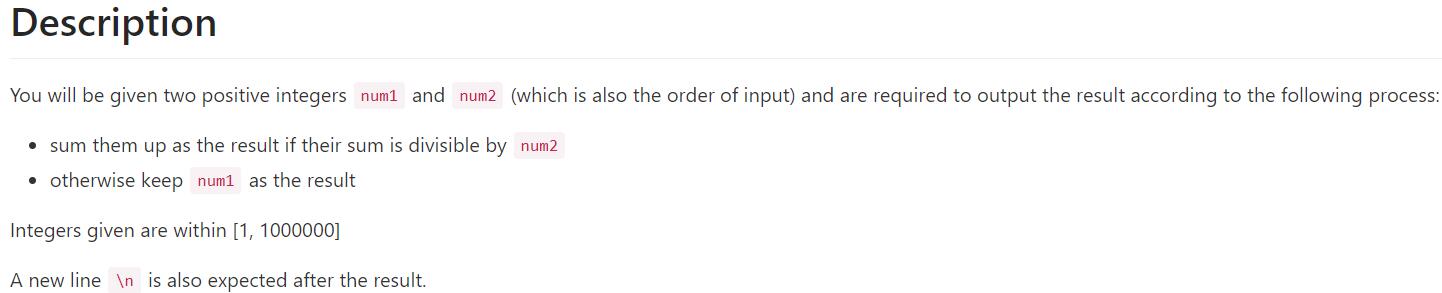 Description
You will be given two positive integers num1 and num2 (which is also the order of input) and are required to output the result according to the following process:
• sum them up as the result if their sum is divisible by num2
• otherwise keep num1 as the result
Integers given are within [1, 1000000]
A new line \n is also expected after the result.